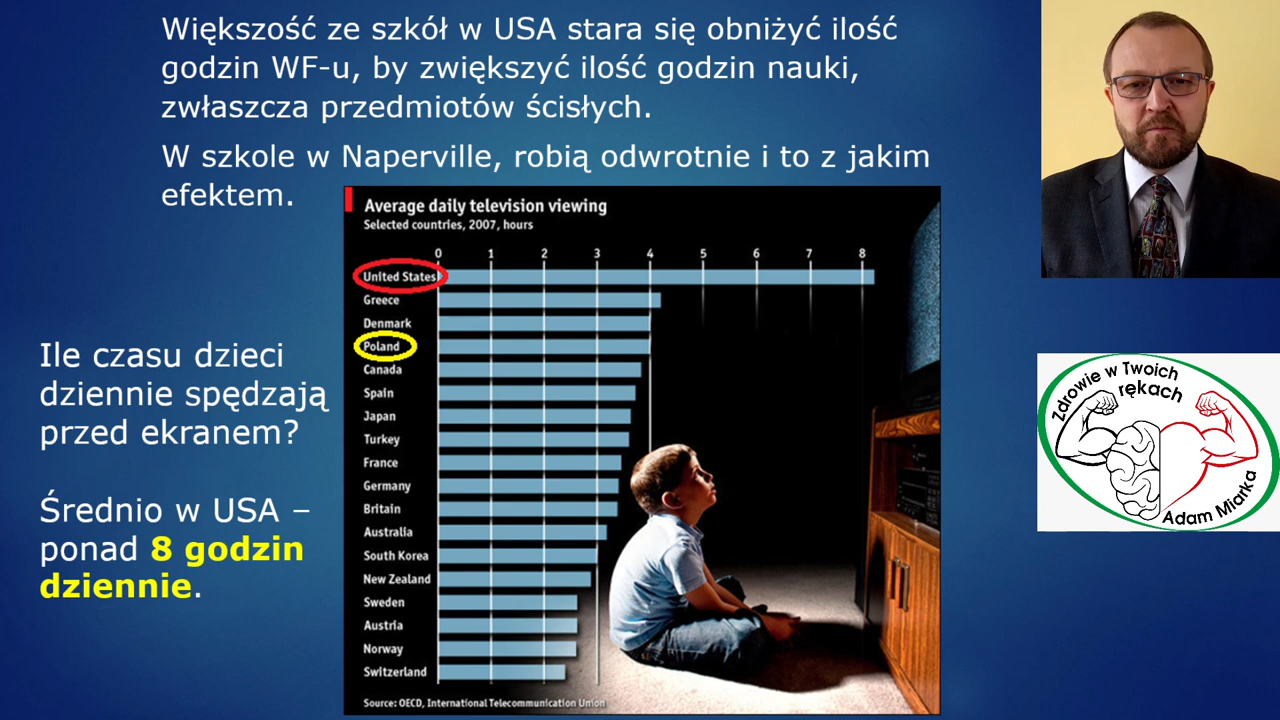 Większość ze szkół w USA stara się obniżyć ilość
godzin WF-u, by zwiększyć ilość godzin nauki,
zwłaszcza przedmiotów ścisłych.
W szkole w Naperville, robią odwrotnie i to z jakim
efektem.
Ile czasu dzieci
dziennie spędzają
przed ekranem?
Średnio w USA –
ponad 8 godzin
dziennie.
Average daily television viewing
Selected countries, 2007, hours
0 1 2 3 4 5 6 7 8
United States
Greece
Denmark
Poland
Canada
Spain
Japan
Turkey
France
Germany
Britain
Australia
South Korea
New Zealand
Sweden
Austria
Norway
Switzerland
Source: OECD, International Telecommunication Union
Zdrowie w Twoich
rękach
Adam Miarka